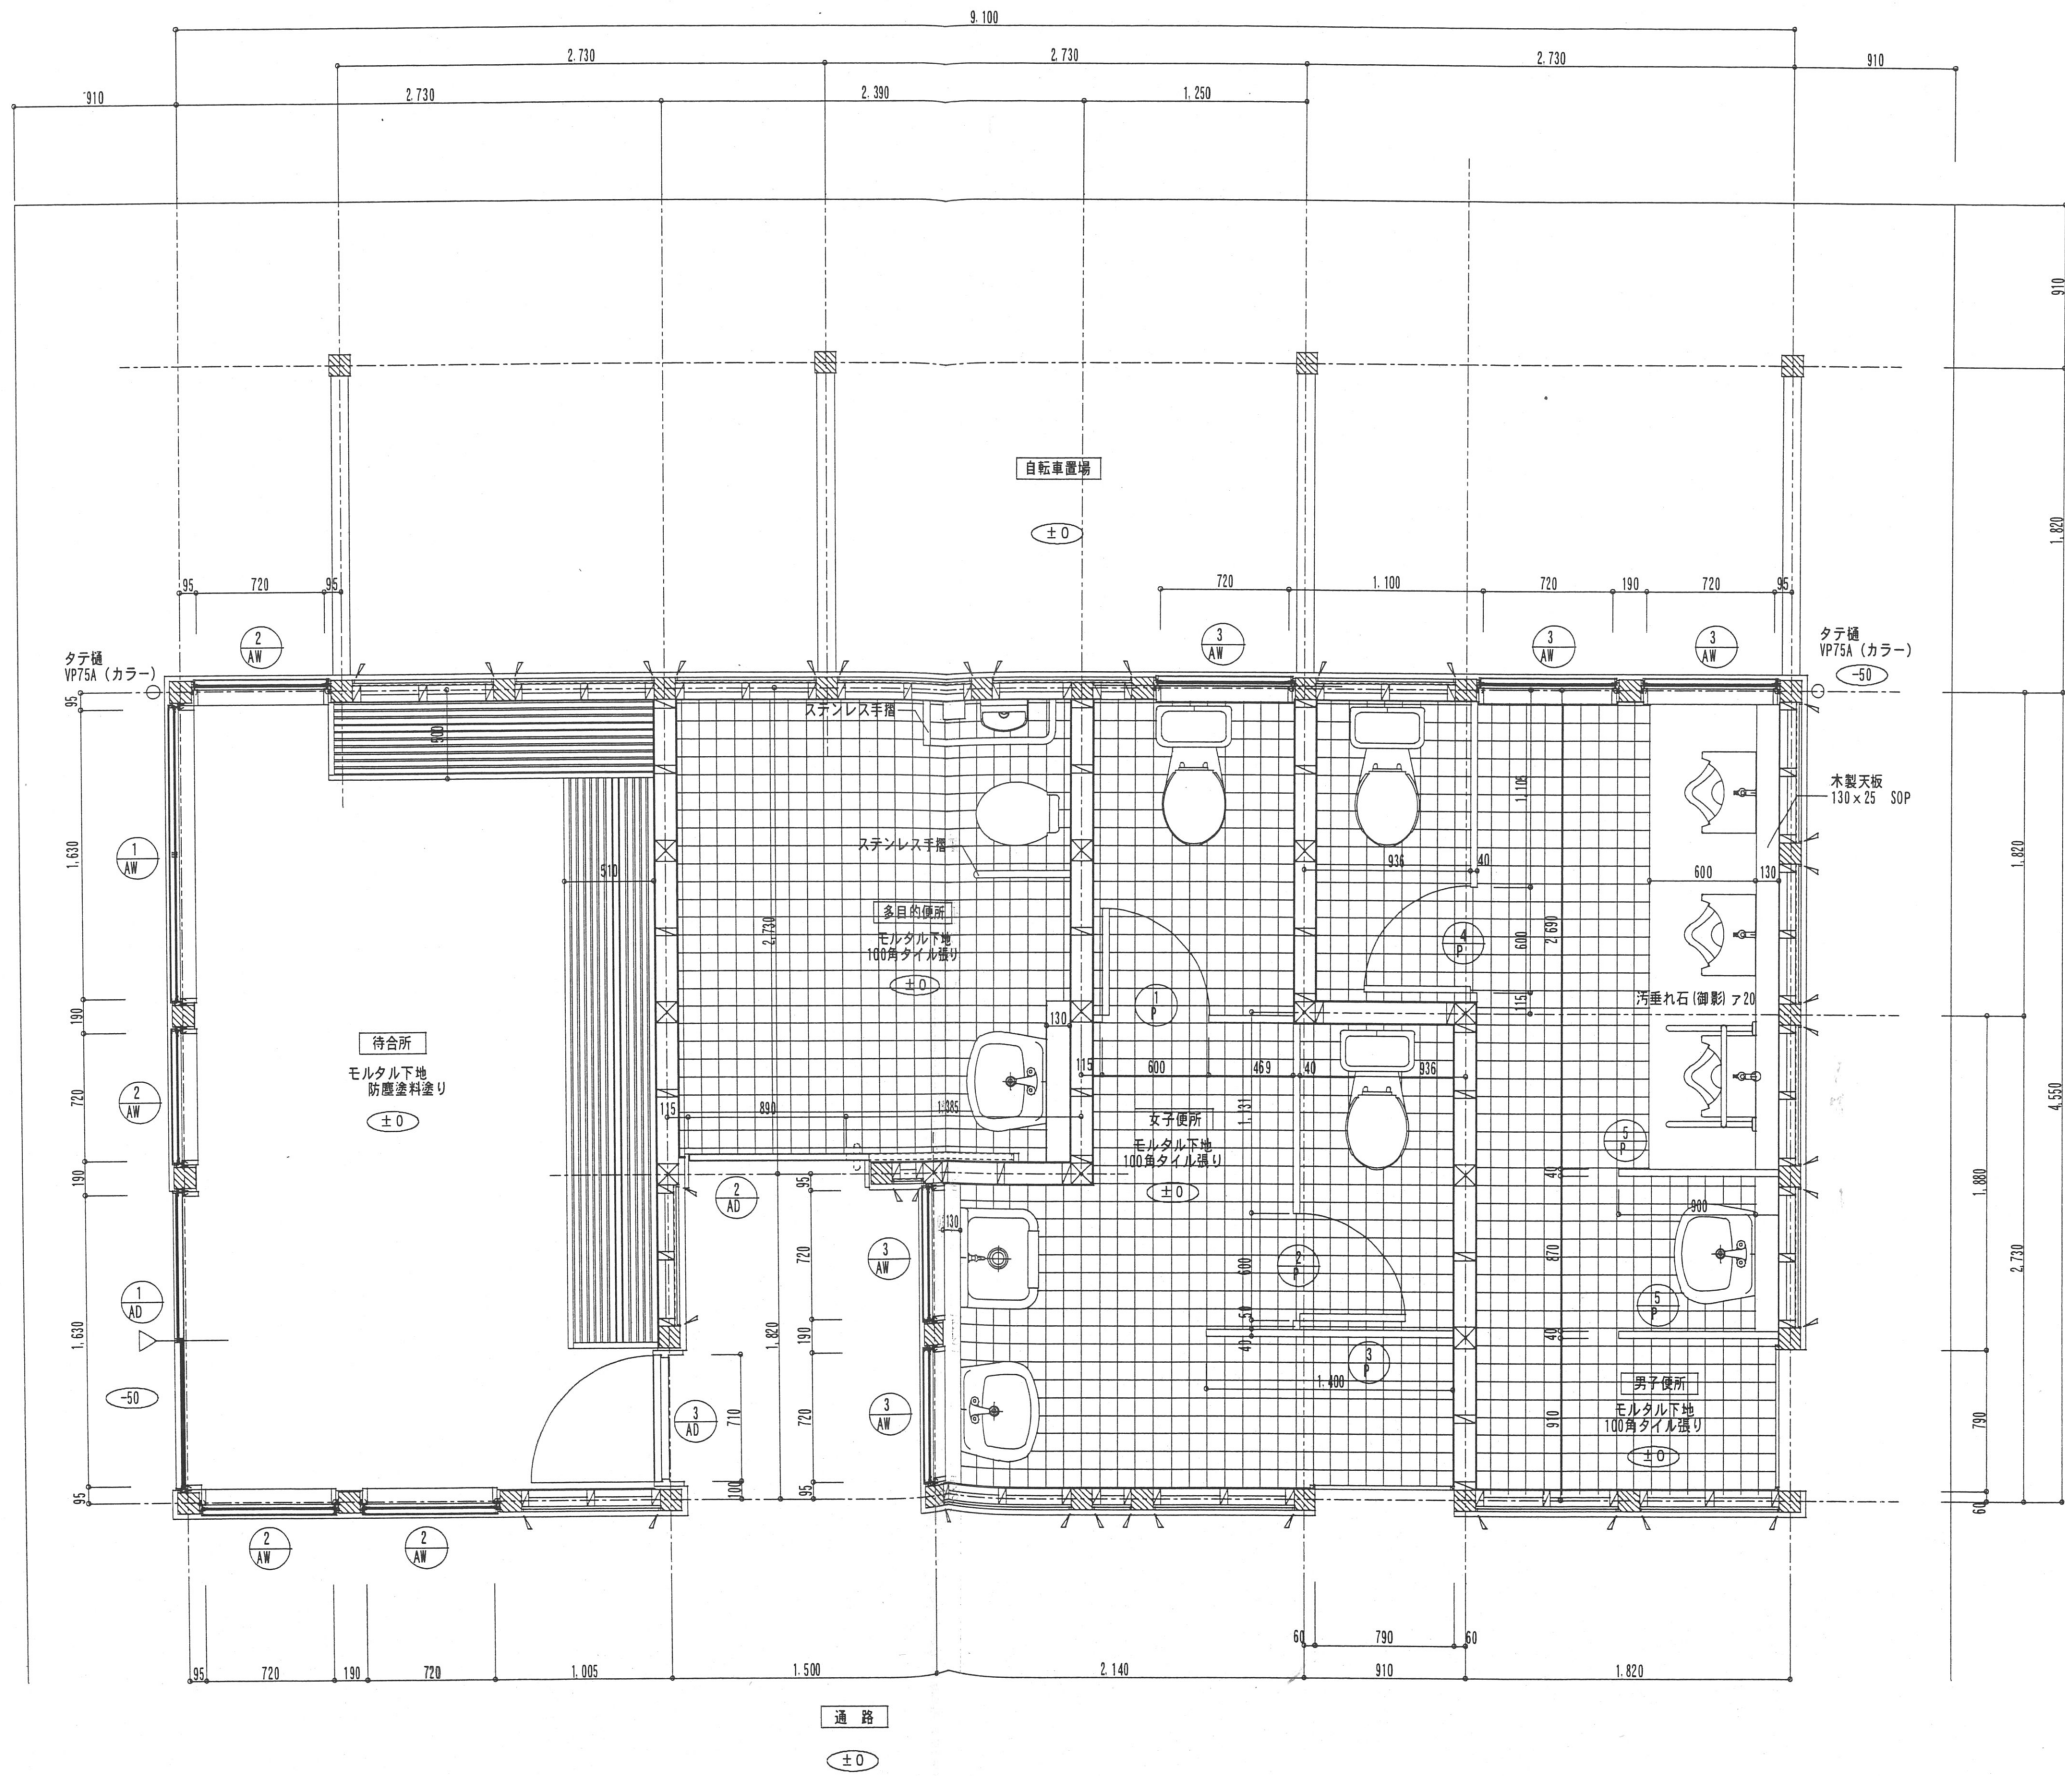 9.100
2.730
2.730
2.730
910
910
2.730
2.390
1,250
910
自転車置場
±0
1,820
95
720
95
720
1.100
720
190
720
95
2
AW
3
AW
3
AW
3
AW
タテ樋
VP75A (カラー)
タテ樋
VP75A (カラー)
-50
95
ステンレス手摺
500
1,106
木製天板
130×25 SOP
1,630
1
AW
ステンレス手摺
510
936
40
600
130
1,820
多目的便所
モルタル下地
100角タイル張り
±0
2,730
4
P
600
2,690
115
1
P
汚垂れ石(御影)ァ20
190
130
待合所
モルタル下地
防塵塗料塗り
±0
720
2
AW
115
600
469
40
936
115
890
1,385
1,131
女子便所
モルタル下地
100角タイル張り
±0
5
P
4,550
190
2
AD
95
40
1,880
130
900
3
AW
720
600
2
P
870
2,730
1
AD
50
5
P
1,630
1,820
190
40
40
3
P
-50
1,400
男子便所
モルタル下地
100角タイル張り
±0
3
AD
710
720
3
AW
910
790
95
100
95
60
2
AW
2
AW
60
790
60
95
720
190
720
1,005
1.500
2.140
910
1.820
通 路
±0